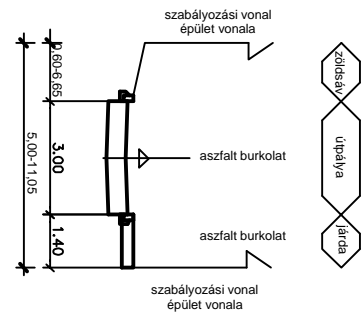 szabályozási vonal
épület vonala
0,60-6,65
zöldsáv
5,00-11,05
3.00
aszfalt burkolat
útpálya
1.40
aszfalt burkolat
járda
szabályozási vonal
épület vonala